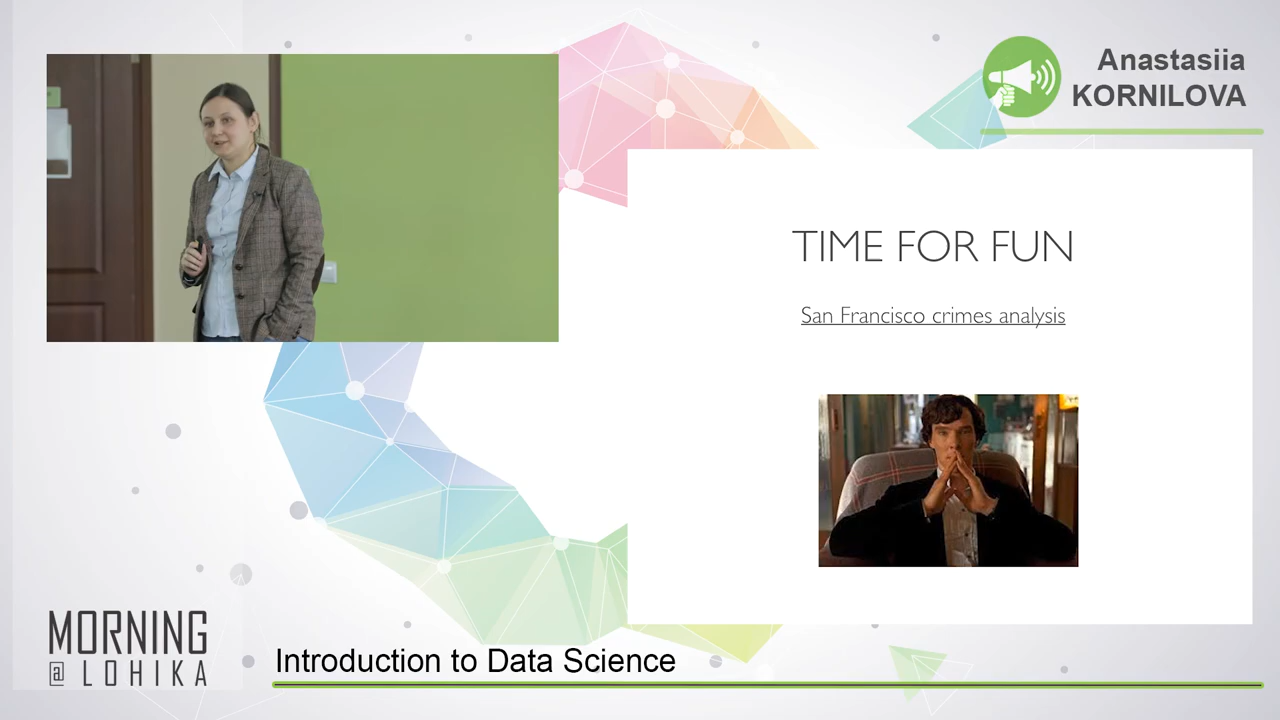 Anastasiia
KORNILOVA
TIME FOR FUN
San Francisco crimes analysis
MORNING
@ LOHIKA
Introduction to Data Science